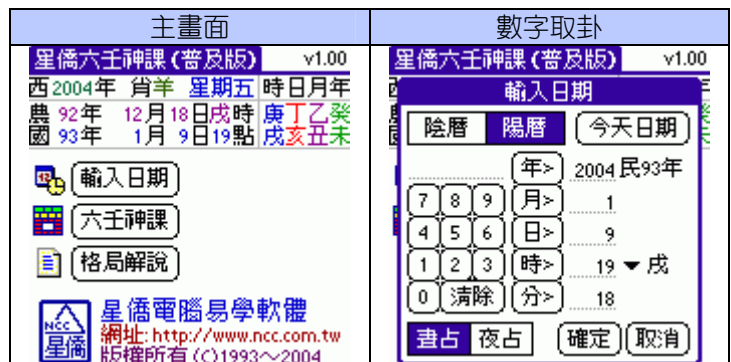 主畫面
星僑六壬神課(普及版) v1.00
西2004年 肖羊 星期五 時日月年
農 92年 12月18日戌時 庚丁乙癸
國 93年 1月 9日19點 戌亥丑未
輸入日期
六壬神課
格局解說
NCC
星僑
星僑電腦易學軟體
網址: http://www.ncc.com.tw
版權所有 (C)1993～2004
數字取卦
星僑六壬神課(普及版) v1.00
輸入日期
陰曆 陽曆 今天日期
年> 2004 民93年
7 8 9 月> 1
4 5 6 日> 9
1 2 3 時> 19 戌
0 清除 分> 18
晝占 夜占 確定 取消